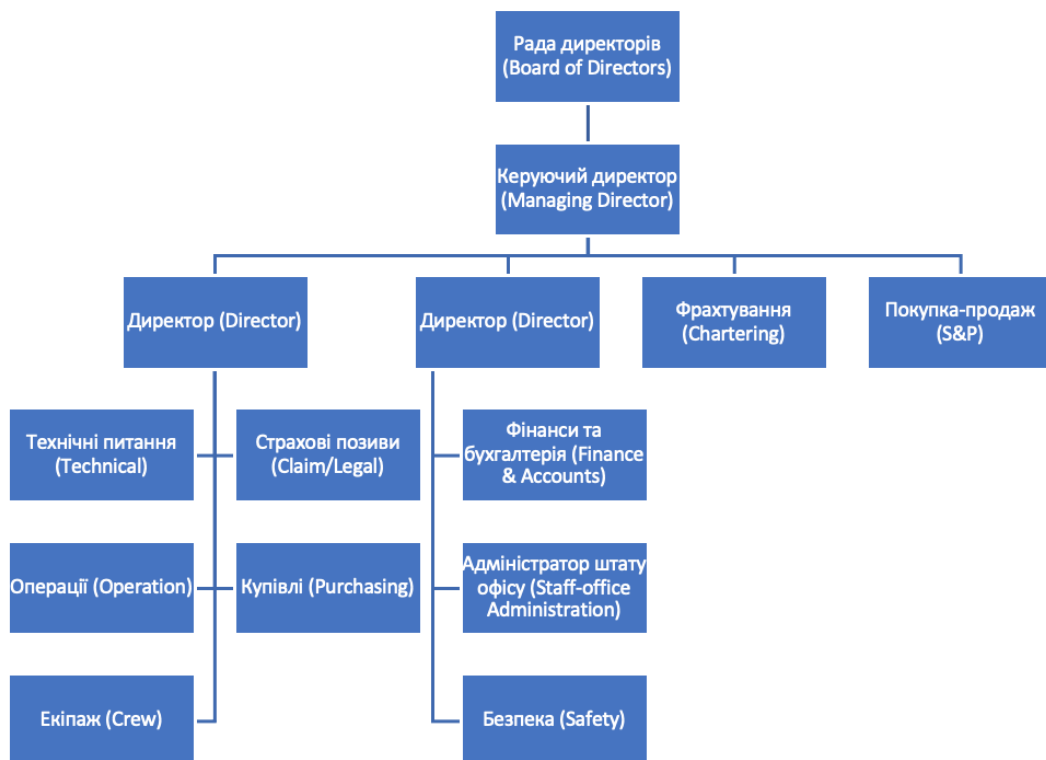 Рада директорів
(Board of Directors)
Керуючий директор
(Managing Director)
Директор (Director)
Директор (Director)
Фрахтування
(Chartering)
Покупка-продаж
(S&P)
Технічні питання
(Technical)
Страхові позиви
(Claim/Legal)
Фінанси та
бухгалтерія (Finance
& Accounts)
Операції (Operation)
Купівлі (Purchasing)
Адміністратор штату
офісу (Staff-office
Administration)
Екіпаж (Crew)
Безпека (Safety)